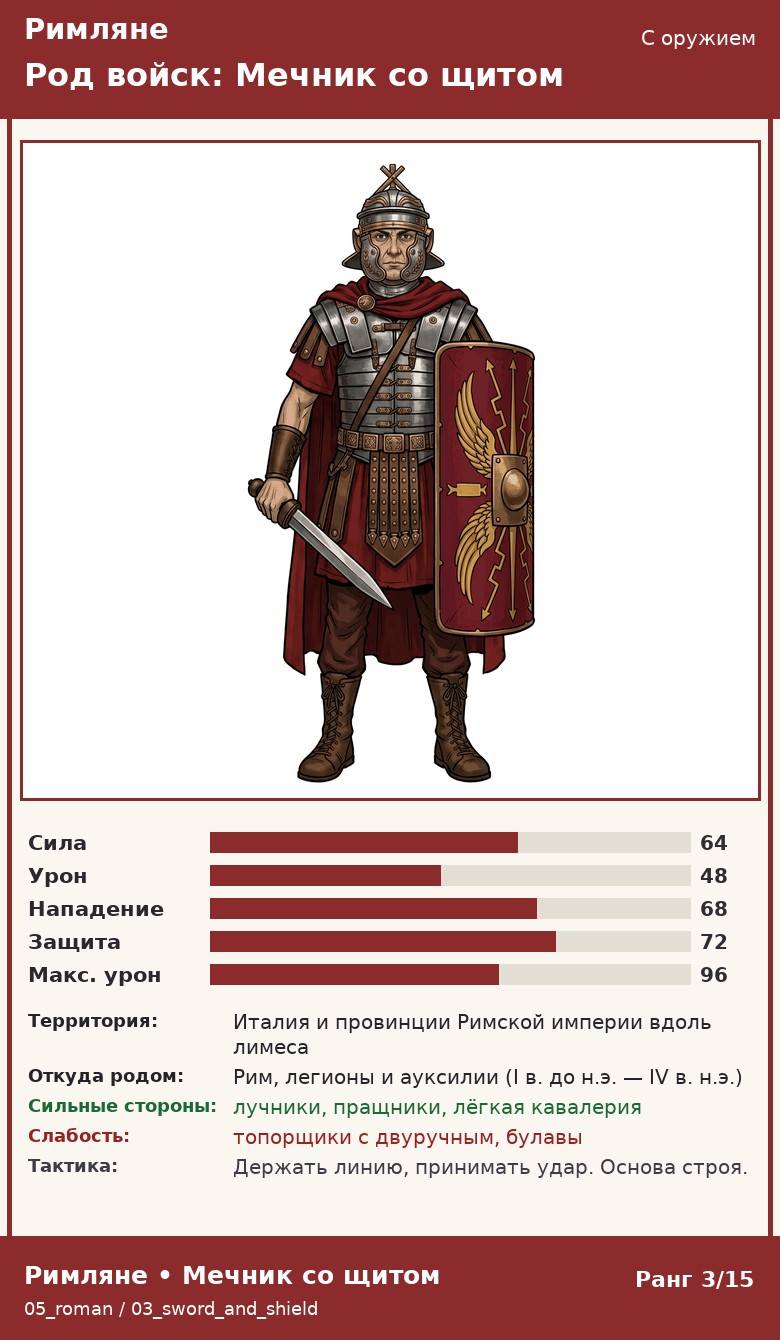 Римляне
С оружием
Род войск: Мечник со щитом
Сила 64
Урон 48
Нападение 68
Защита 72
Макс. урон 96
Территория: Италия и провинции Римской империи вдоль
лимеса
Откуда родом: Рим, легионы и ауксилии (I в. до н.э. — IV в. н.э.)
Сильные стороны: лучники, пращники, лёгкая кавалерия
Слабость: топорщики с двуручным, булавы
Тактика: Держать линию, принимать удар. Основа строя.
Римляне • Мечник со щитом
Ранг 3/15
05_roman / 03_sword_and_shield